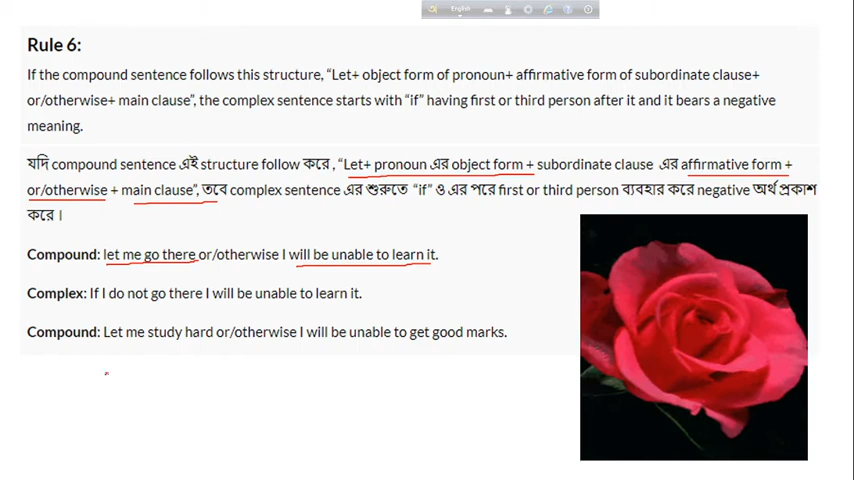 English
Rule 6:
If the compound sentence follows this structure, “Let+ object form of pronoun+ affirmative form of subordinate clause+
or/otherwise+ main clause”, the complex sentence starts with “if” having first or third person after it and it bears a negative
meaning.
যদি compound sentence এই structure follow করে , “Let+ pronoun এর object form + subordinate clause এর affirmative form +
or/otherwise + main clause”, তবে complex sentence এর শুরুতে “if” ও এর পরে first or third person ব্যবহার করে negative অর্থ প্রকাশ
করে ।
Compound: let me go there or/otherwise I will be unable to learn it.
Complex: If I do not go there I will be unable to learn it.
Compound: Let me study hard or/otherwise I will be unable to get good marks.